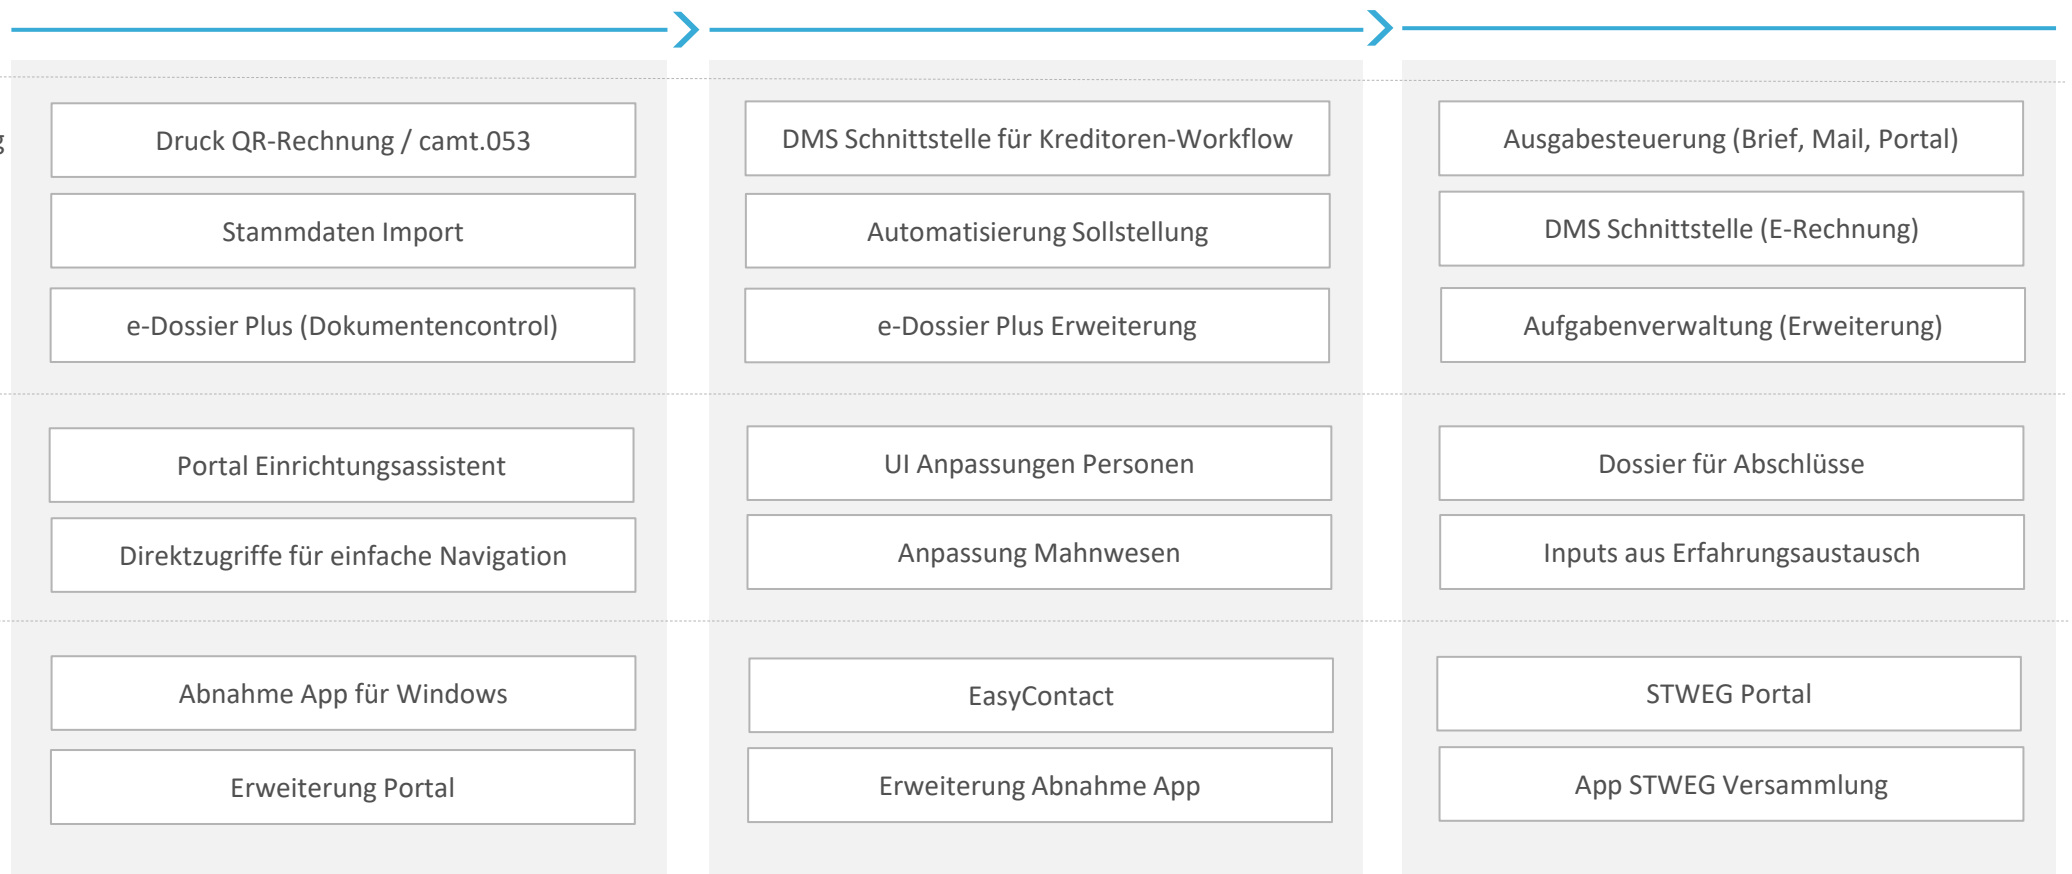 Druck QR-Rechnung / camt.053
Stammdaten Import
e-Dossier Plus (Dokumentencontrol)
Portal Einrichtungsassistent
Direktzugriffe für einfache Navigation
Abnahme App für Windows
Erweiterung Portal
DMS Schnittstelle für Kreditoren-Workflow
Automatisierung Sollstellung
e-Dossier Plus Erweiterung
UI Anpassungen Personen
Anpassung Mahnwesen
EasyContact
Erweiterung Abnahme App
Ausgabesteuerung (Brief, Mail, Portal)
DMS Schnittstelle (E-Rechnung)
Aufgabenverwaltung (Erweiterung)
Dossier für Abschlüsse
Inputs aus Erfahrungsaustausch
STWEG Portal
App STWEG Versammlung